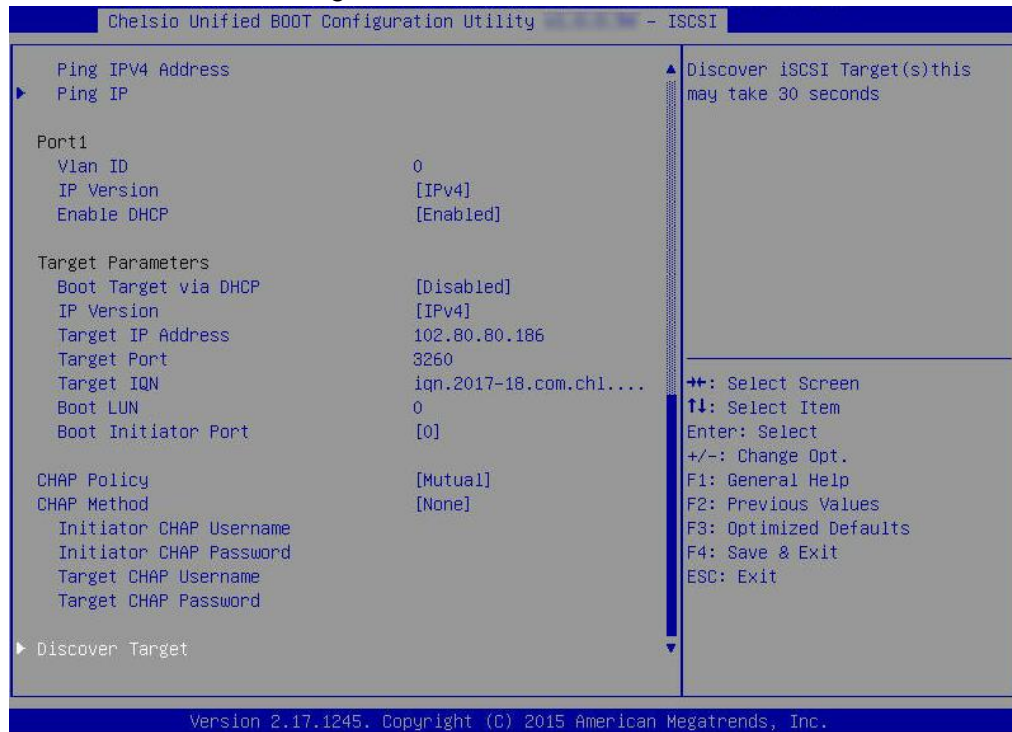 Chelsio Unified BOOT Configuration Utility - ISCSI
Ping IPV4 Address
Ping IP
Port1
Vlan ID 0
IP Version [IPv4]
Enable DHCP [Enabled]
Target Parameters
Boot Target via DHCP [Disabled]
IP Version [IPv4]
Target IP Address 102.80.80.186
Target Port 3260
Target IQN iqn.2017-18.com.chl....
Boot LUN 0
Boot Initiator Port [0]
CHAP Policy [Mutual]
CHAP Method [None]
Initiator CHAP Username
Initiator CHAP Password
Target CHAP Username
Target CHAP Password
Discover Target
Discover iSCSI Target(s)this
may take 30 seconds
→←: Select Screen
↑↓: Select Item
Enter: Select
+/-: Change Opt.
F1: General Help
F2: Previous Values
F3: Optimized Defaults
F4: Save & Exit
ESC: Exit
Version 2.17.1245. Copyright (C) 2015 American Megatrends, Inc.